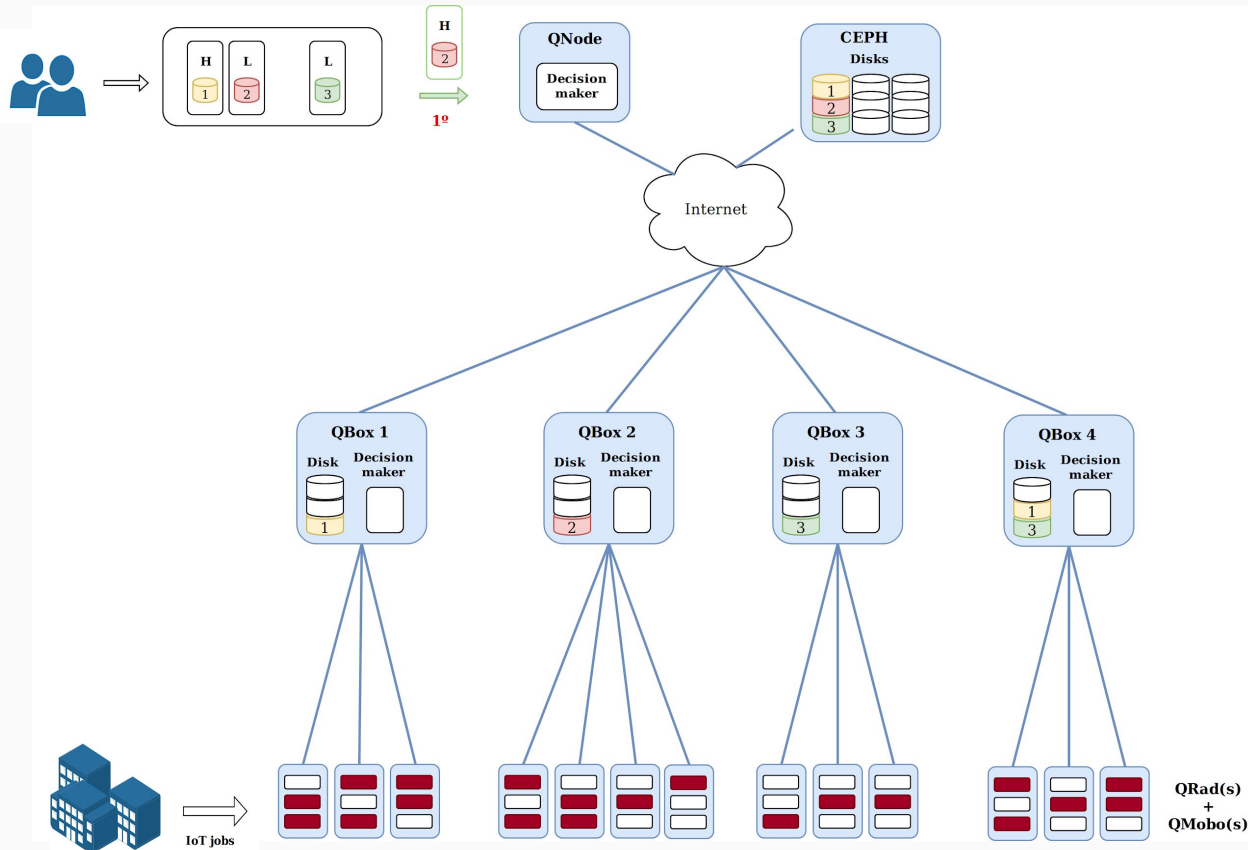 H
L
L
1
2
3
H
2
1º
QNode
Decision
maker
CEPH
Disks
1
2
3
Internet
QBox 1
Disk
Decision
maker
1
QBox 2
Disk
Decision
maker
2
QBox 3
Disk
Decision
maker
3
QBox 4
Disk
Decision
maker
1
3
IoT jobs
QRad(s)
+
QMobo(s)